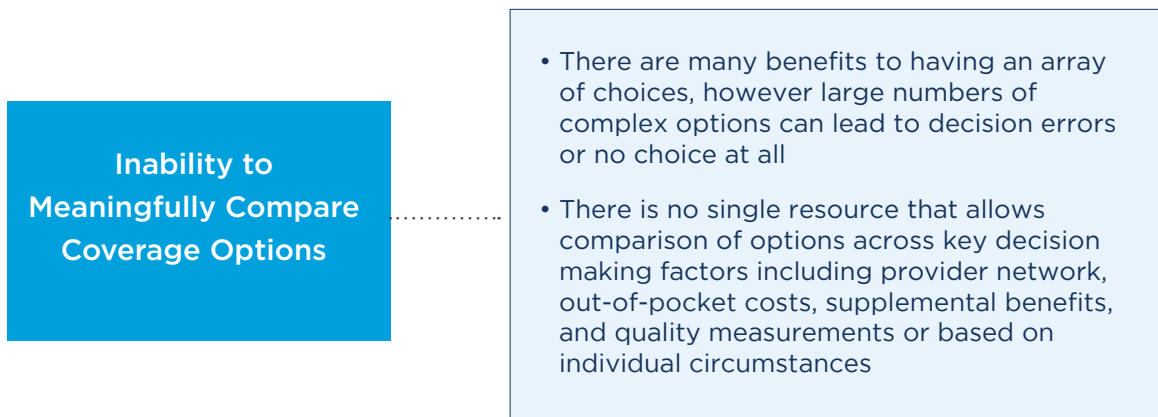 Inability to
Meaningfully Compare
Coverage Options
• There are many benefits to having an array
of choices, however large numbers of
complex options can lead to decision errors
or no choice at all
• There is no single resource that allows
comparison of options across key decision
making factors including provider network,
out-of-pocket costs, supplemental benefits,
and quality measurements or based on
individual circumstances